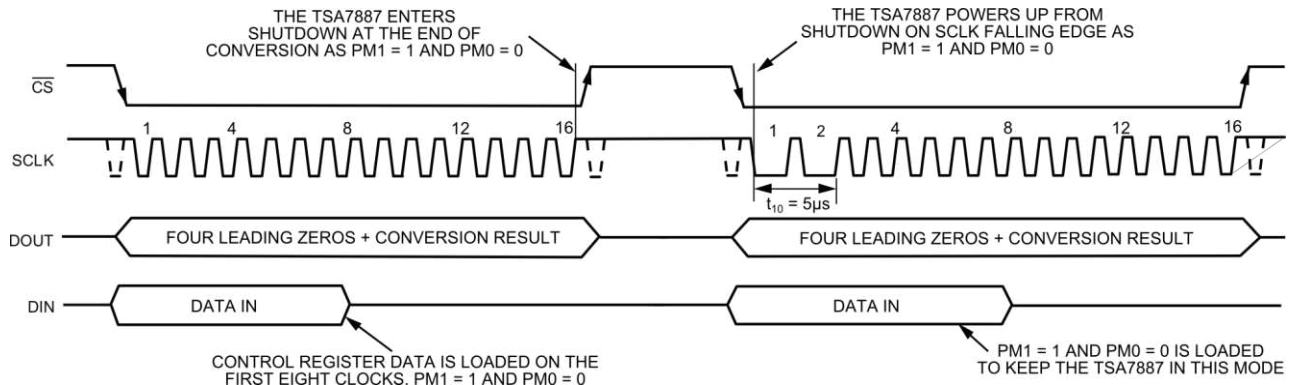 THE TSA7887 ENTERS
SHUTDOWN AT THE END OF
CONVERSION AS PM1 = 1 AND PM0 = 0
THE TSA7887 POWERS UP FROM
SHUTDOWN ON SCLK FALLING EDGE AS
PM1 = 1 AND PM0 = 0
CS
1 4 8 12 16 1 2 4 8 12 16
SCLK
t10 = 5µs
DOUT FOUR LEADING ZEROS + CONVERSION RESULT FOUR LEADING ZEROS + CONVERSION RESULT
DIN DATA IN DATA IN
CONTROL REGISTER DATA IS LOADED ON THE
FIRST EIGHT CLOCKS. PM1 = 1 AND PM0 = 0
PM1 = 1 AND PM0 = 0 IS LOADED
TO KEEP THE TSA7887 IN THIS MODE